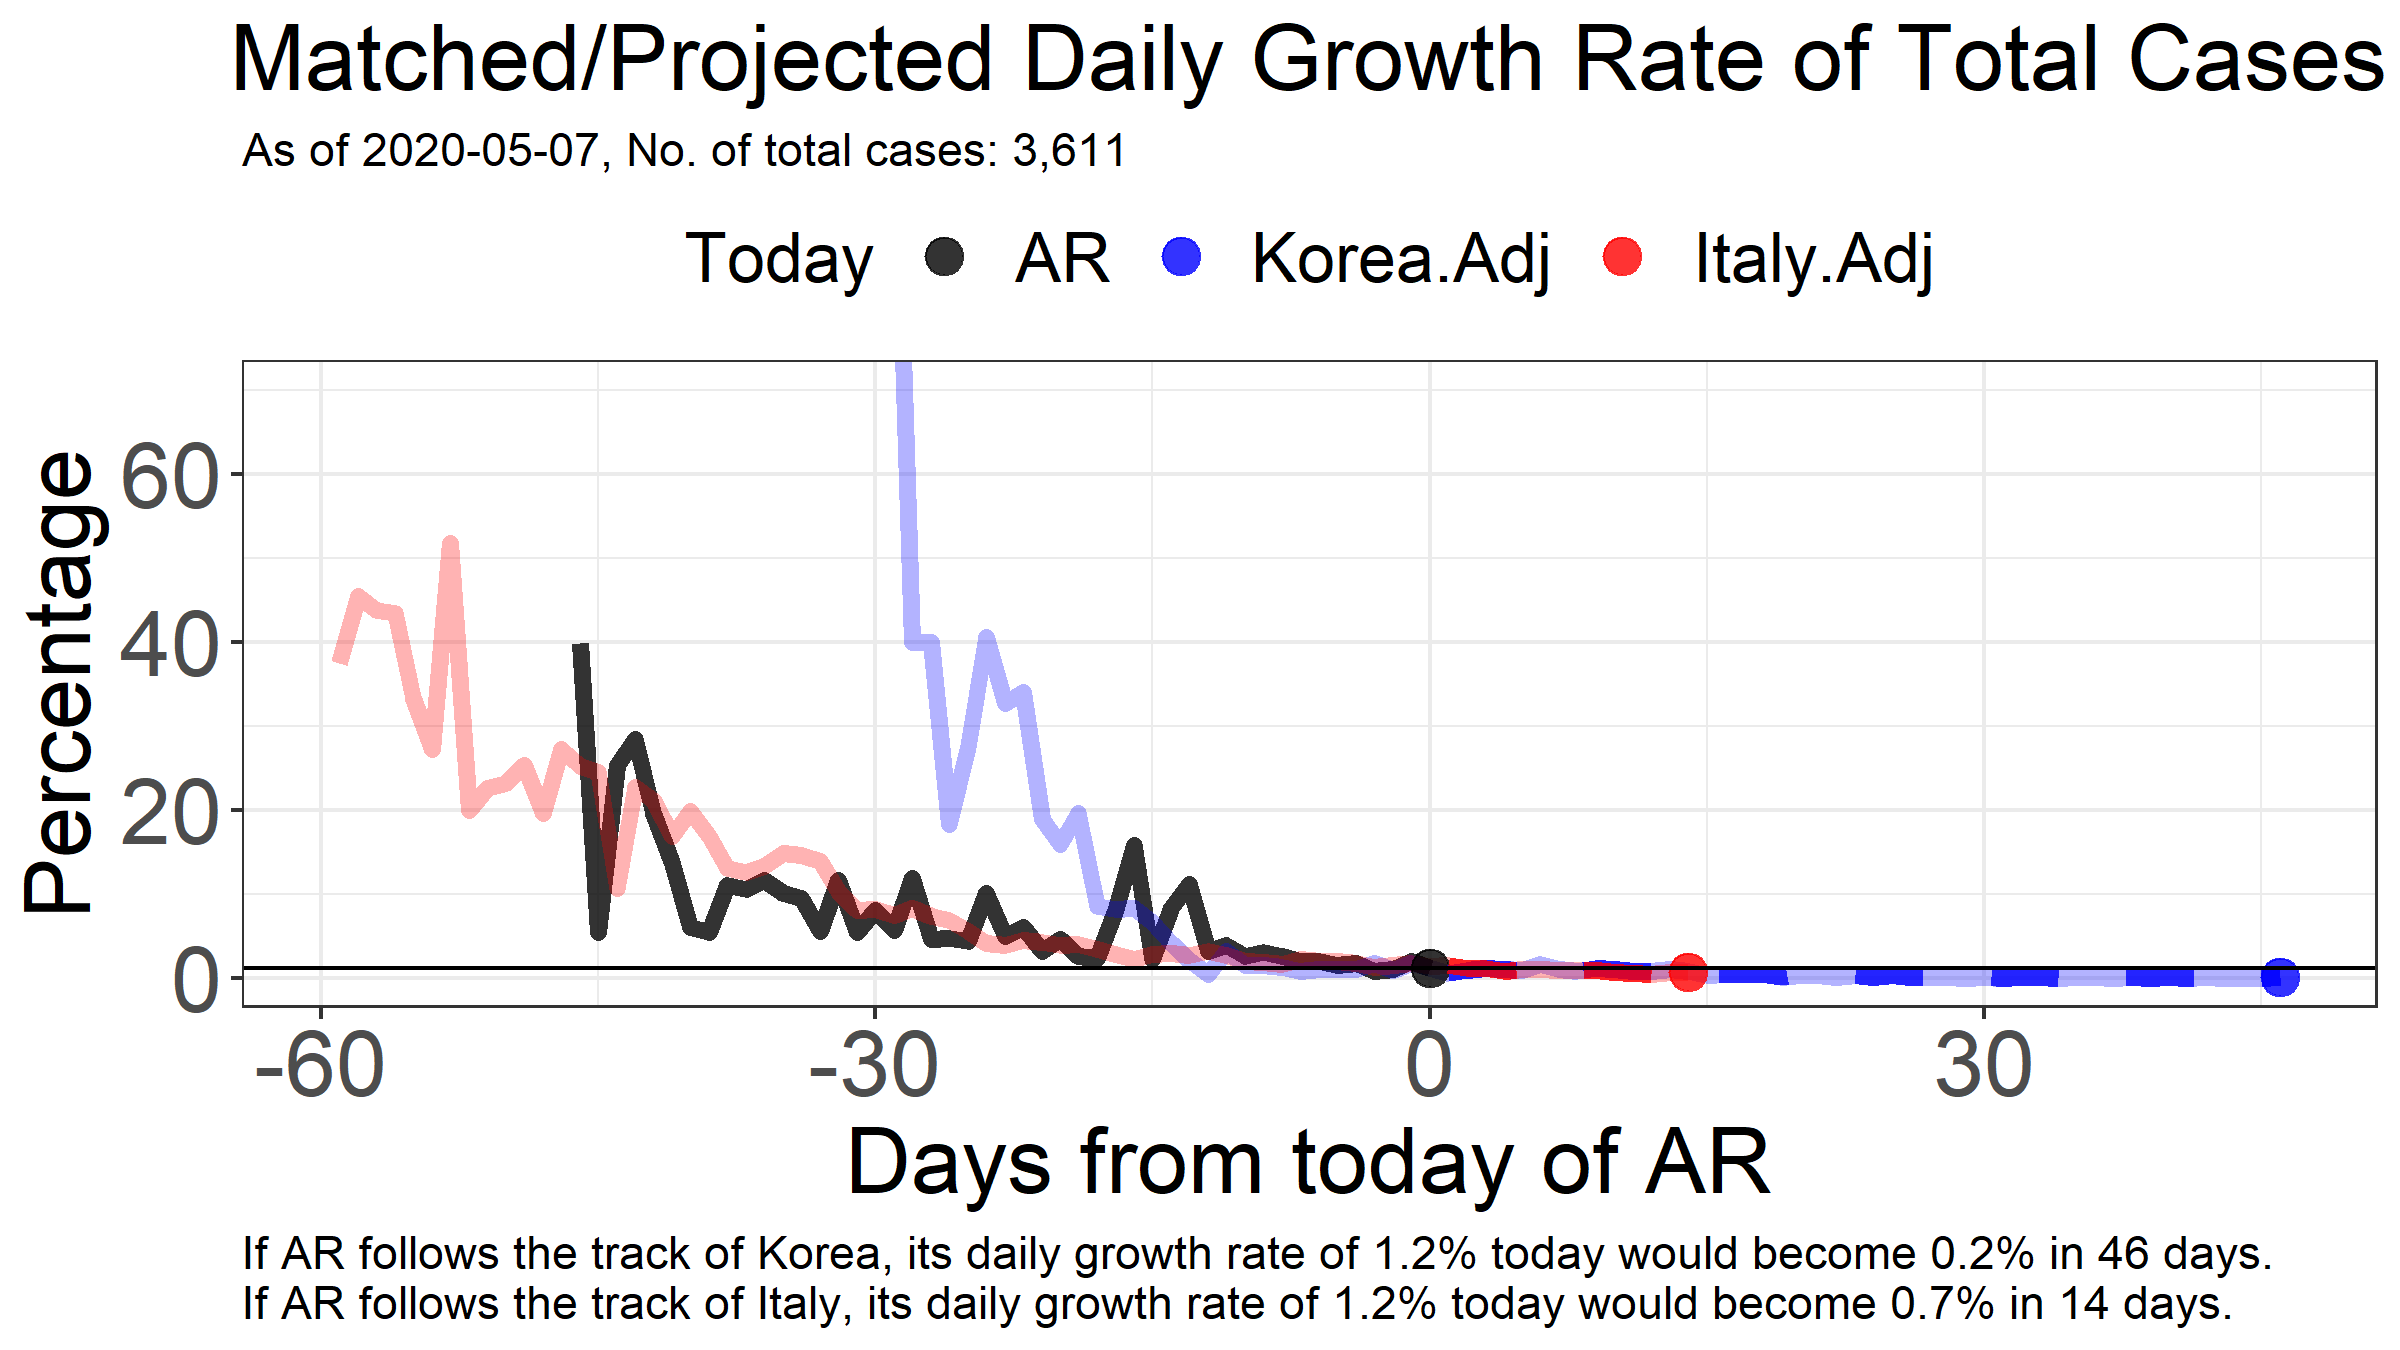 Matched/Projected Daily Growth Rate of Total Cases
As of 2020-05-07, No. of total cases: 3,611
Today AR Korea.Adj Italy.Adj
Percentage
60
40
20
0
-60 -30 0 30
Days from today of AR
If AR follows the track of Korea, its daily growth rate of 1.2% today would become 0.2% in 46 days.
If AR follows the track of Italy, its daily growth rate of 1.2% today would become 0.7% in 14 days.